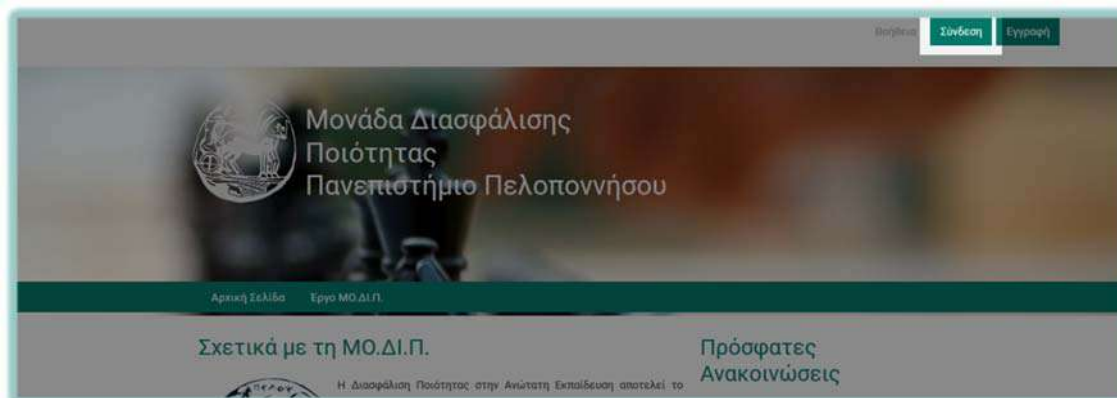 Βοήθεια Σύνδεση Εγγραφή
Μονάδα Διασφάλισης
Ποιότητας
Πανεπιστήμιο Πελοποννήσου
Αρχική Σελίδα Έργο ΜΟ.ΔΙ.Π.
Σχετικά με τη ΜΟ.ΔΙ.Π.
Η Διασφάλιση Ποιότητας στην Ανώτατη Εκπαίδευση αποτελεί το
Πρόσφατες
Ανακοινώσεις